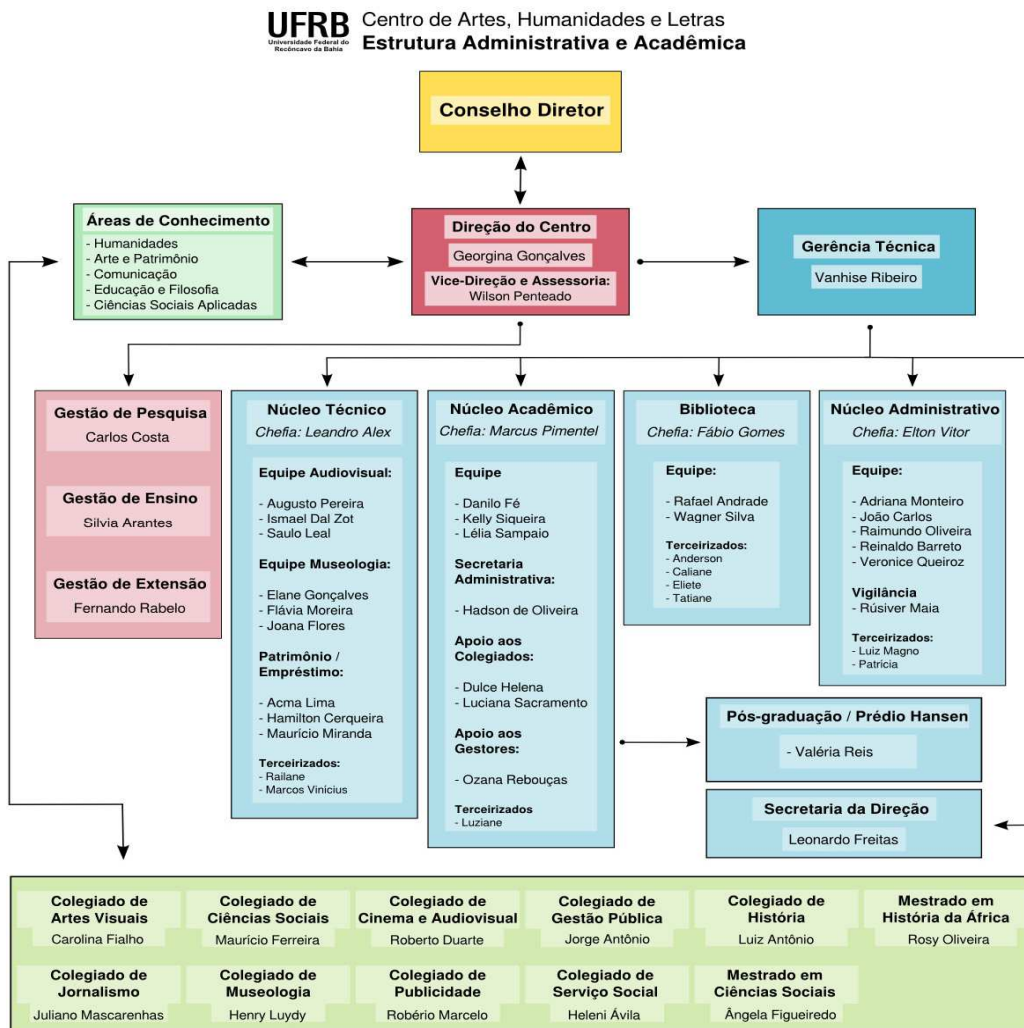 UFRB
Universidade Federal do
Recôncavo da Bahia
Centro de Artes, Humanidades e Letras
Estrutura Administrativa e Acadêmica
Conselho Diretor
Áreas de Conhecimento
- Humanidades
- Arte e Patrimônio
- Comunicação
- Educação e Filosofia
- Ciências Sociais Aplicadas
Direção do Centro
Georgina Gonçalves
Vice-Direção e Assessoria:
Wilson Penteado
Gerência Técnica
Vanhise Ribeiro
Gestão de Pesquisa
Carlos Costa
Gestão de Ensino
Silvia Arantes
Gestão de Extensão
Fernando Rabelo
Núcleo Técnico
Chefia: Leandro Alex
Equipe Audiovisual:
- Augusto Pereira
- Ismael Dal Zot
- Saulo Leal
Equipe Museologia:
- Elane Gonçalves
- Flávia Moreira
- Joana Flores
Patrimônio /
Empréstimo:
- Acma Lima
- Hamilton Cerqueira
- Maurício Miranda
Terceirizados:
- Railane
- Marcos Vinicius
Núcleo Acadêmico
Chefia: Marcus Pimentel
Equipe
- Danilo Fé
- Kelly Siqueira
- Lélia Sampaio
Secretaria
Administrativa:
- Hadson de Oliveira
Apoio aos
Colegiados:
- Dulce Helena
- Luciana Sacramento
Apoio aos
Gestores:
- Ozana Rebouças
Terceirizados
- Luziane
Biblioteca
Chefia: Fábio Gomes
Equipe:
- Rafael Andrade
- Wagner Silva
Terceirizados:
- Anderson
- Caliane
- Eliete
- Tatiane
Núcleo Administrativo
Chefia: Elton Vitor
Equipe:
- Adriana Monteiro
- João Carlos
- Raimundo Oliveira
- Reinaldo Barreto
- Veronice Queiroz
Vigilância
- Rúsiver Maia
Terceirizados:
- Luiz Magno
- Patrícia
Pós-graduação / Prédio Hansen
- Valéria Reis
Secretaria da Direção
Leonardo Freitas
Colegiado de
Artes Visuais
Carolina Fialho
Colegiado de
Ciências Sociais
Maurício Ferreira
Colegiado de
Cinema e Audiovisual
Roberto Duarte
Colegiado de
Gestão Pública
Jorge Antônio
Colegiado de
História
Luiz Antônio
Mestrado em
História da África
Rosy Oliveira
Colegiado de
Jornalismo
Juliano Mascarenhas
Colegiado de
Museologia
Henry Luydy
Colegiado de
Publicidade
Robério Marcelo
Colegiado de
Serviço Social
Heleni Ávila
Mestrado em
Ciências Sociais
Ângela Figueiredo